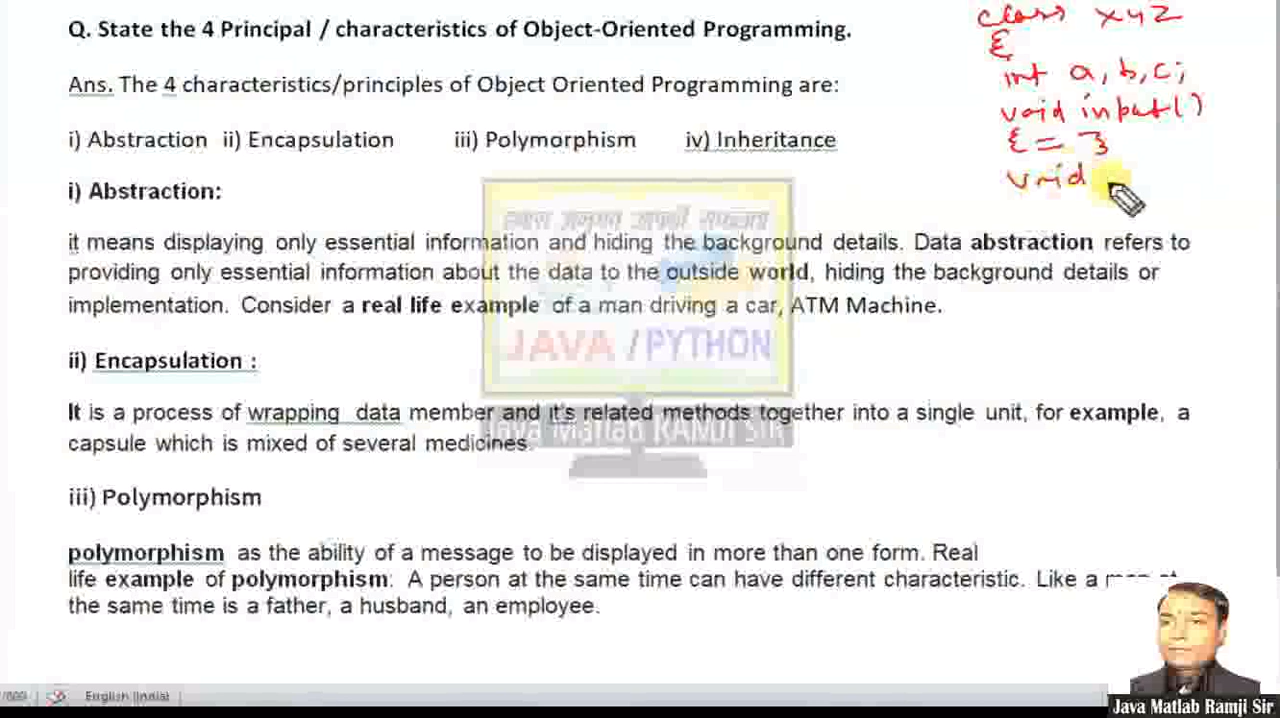 Q. State the 4 Principal / characteristics of Object-Oriented Programming.
Ans. The 4 characteristics/principles of Object Oriented Programming are:
i) Abstraction ii) Encapsulation iii) Polymorphism iv) Inheritance
class xyz
{
int a, b, c;
void input()
{ = }
void
i) Abstraction:
it means displaying only essential information and hiding the background details. Data abstraction refers to
providing only essential information about the data to the outside world, hiding the background details or
implementation. Consider a real life example of a man driving a car, ATM Machine.
JAVA / PYTHON
ii) Encapsulation :
It is a process of wrapping data member and it's related methods together into a single unit, for example, a
capsule which is mixed of several medicines.
Java Matlab RAMJI Sir
iii) Polymorphism
polymorphism as the ability of a message to be displayed in more than one form. Real
life example of polymorphism: A person at the same time can have different characteristic. Like a man at
the same time is a father, a husband, an employee.
English (India)
Java Matlab Ramji Sir